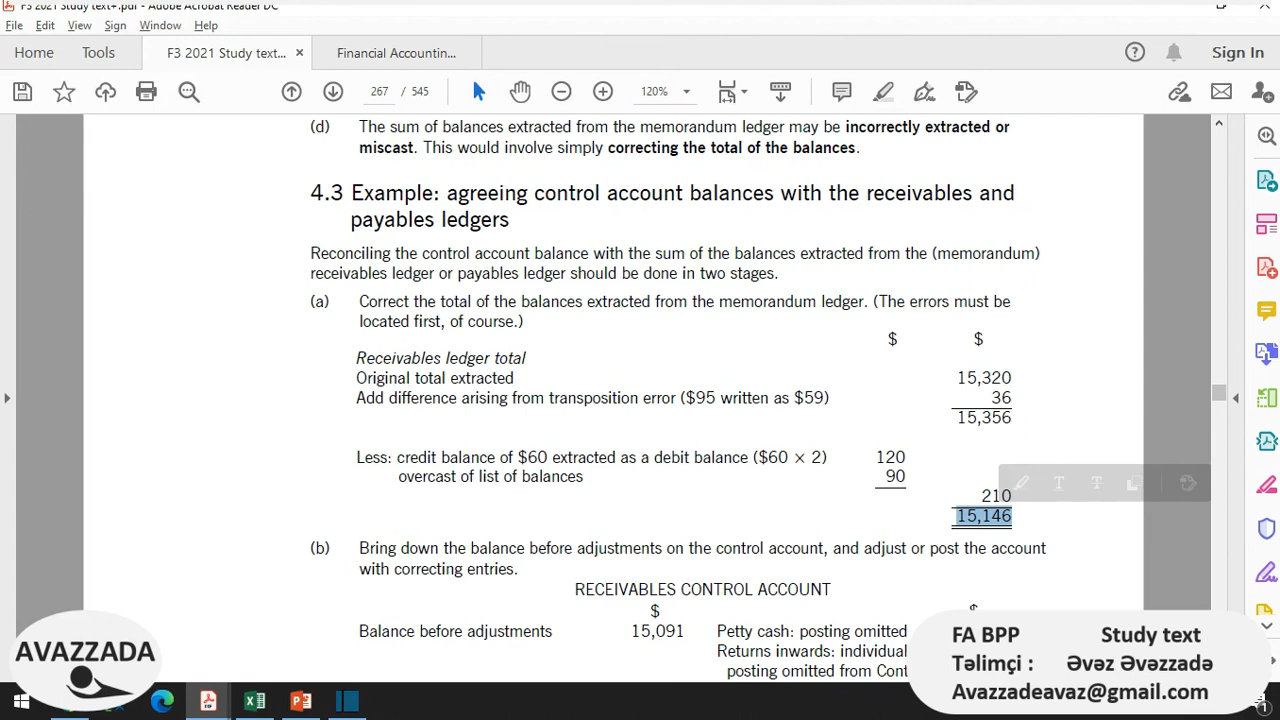 F3 2021 Study text+.pdf - Adobe Acrobat Reader DC
File Edit View Sign Window Help
Home Tools F3 2021 Study text... × Financial Accountin... Sign In
267 / 545 120%
(d) The sum of balances extracted from the memorandum ledger may be incorrectly extracted or
miscast. This would involve simply correcting the total of the balances.
4.3 Example: agreeing control account balances with the receivables and
payables ledgers
Reconciling the control account balance with the sum of the balances extracted from the (memorandum)
receivables ledger or payables ledger should be done in two stages.
(a) Correct the total of the balances extracted from the memorandum ledger. (The errors must be
located first, of course.)
$ $
Receivables ledger total
Original total extracted 15,320
Add difference arising from transposition error ($95 written as $59) 36
15,356
Less: credit balance of $60 extracted as a debit balance ($60 × 2) 120
overcast of list of balances 90
210
15,146
(b) Bring down the balance before adjustments on the control account, and adjust or post the account
with correcting entries.
RECEIVABLES CONTROL ACCOUNT
$ $
Balance before adjustments 15,091 Petty cash: posting omitted
Returns inwards: individual
posting omitted from Cont
AVAZZADA
FA BPP Study text
Təlimçi : Əvəz Əvəzzadə
Avazzadeavaz@gmail.com